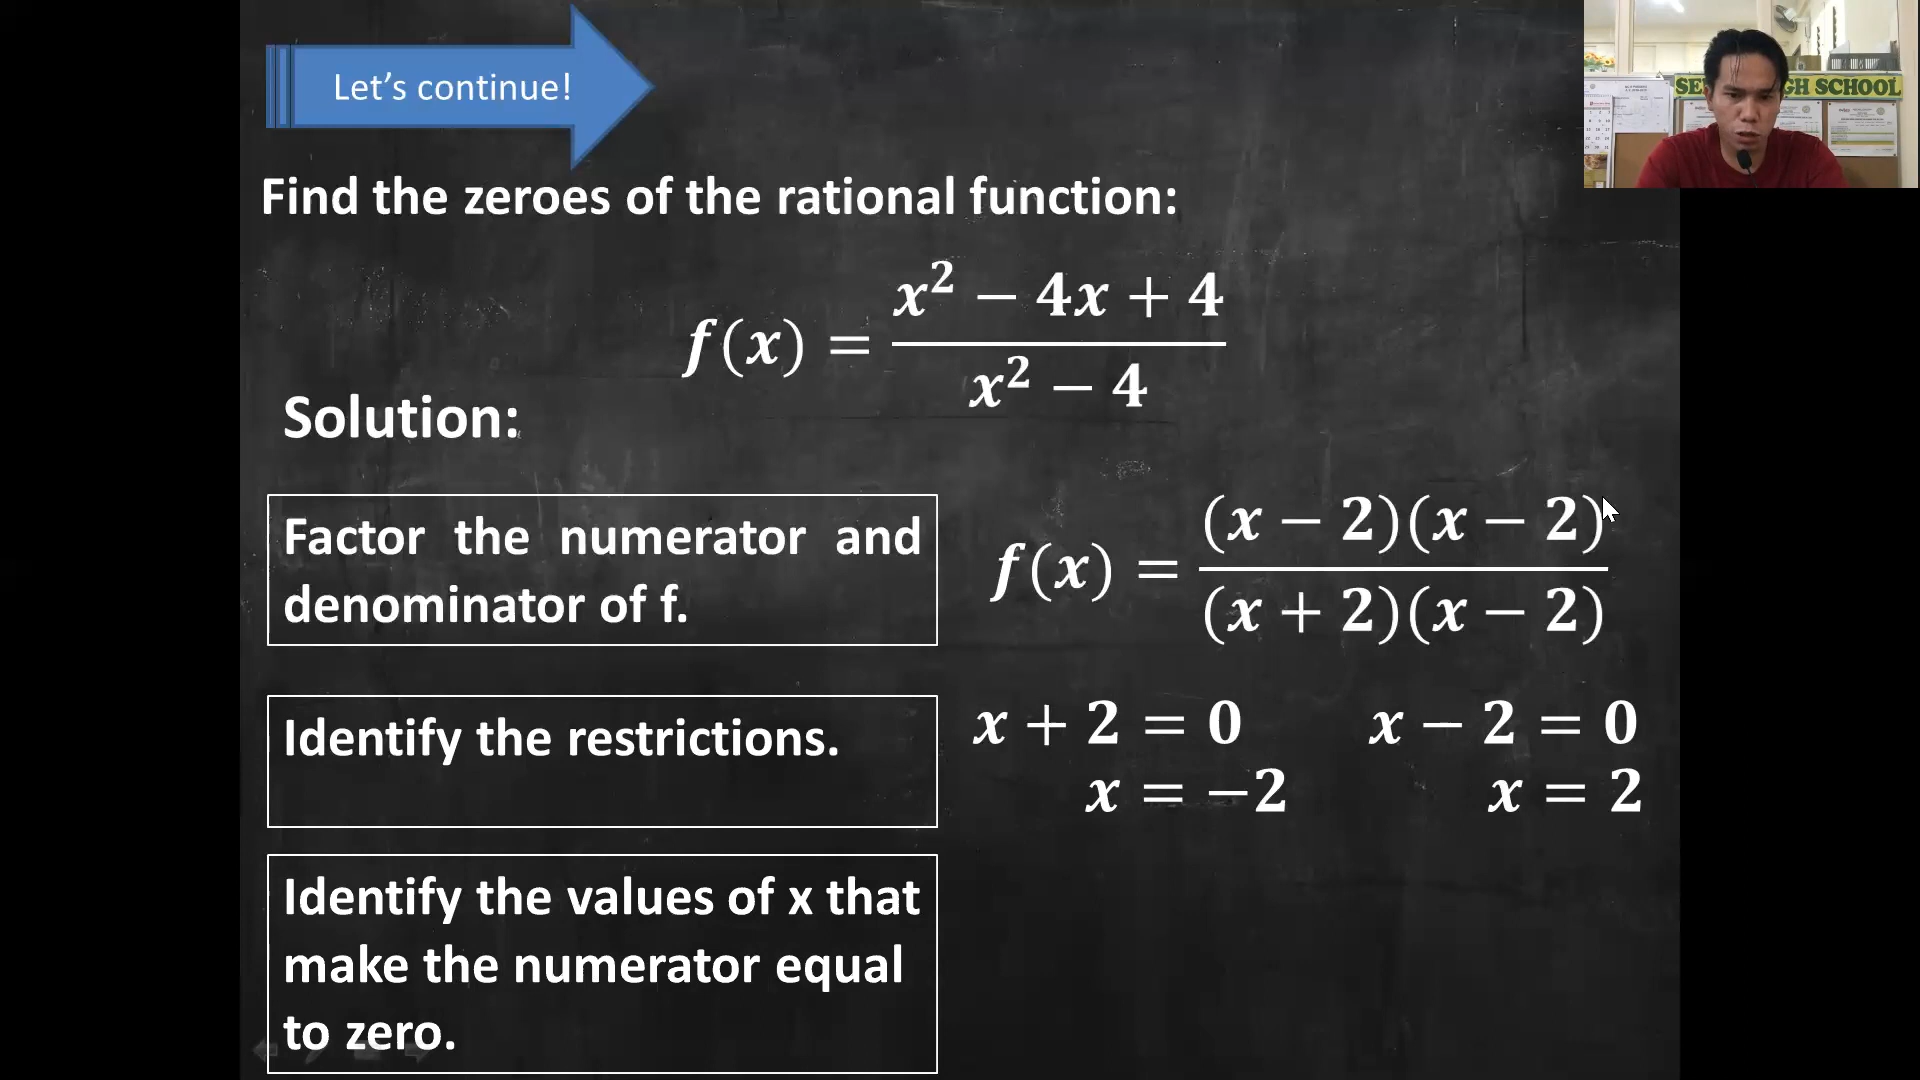 Let’s continue!
SE GH SCHOOL
Find the zeroes of the rational function:
f(x) = (x² − 4x + 4) / (x² − 4)
Solution:
Factor the numerator and
denominator of f.
f(x) = (x − 2)(x − 2) / (x + 2)(x − 2)
Identify the restrictions.
x + 2 = 0 x − 2 = 0
x = −2 x = 2
Identify the values of x that
make the numerator equal
to zero.